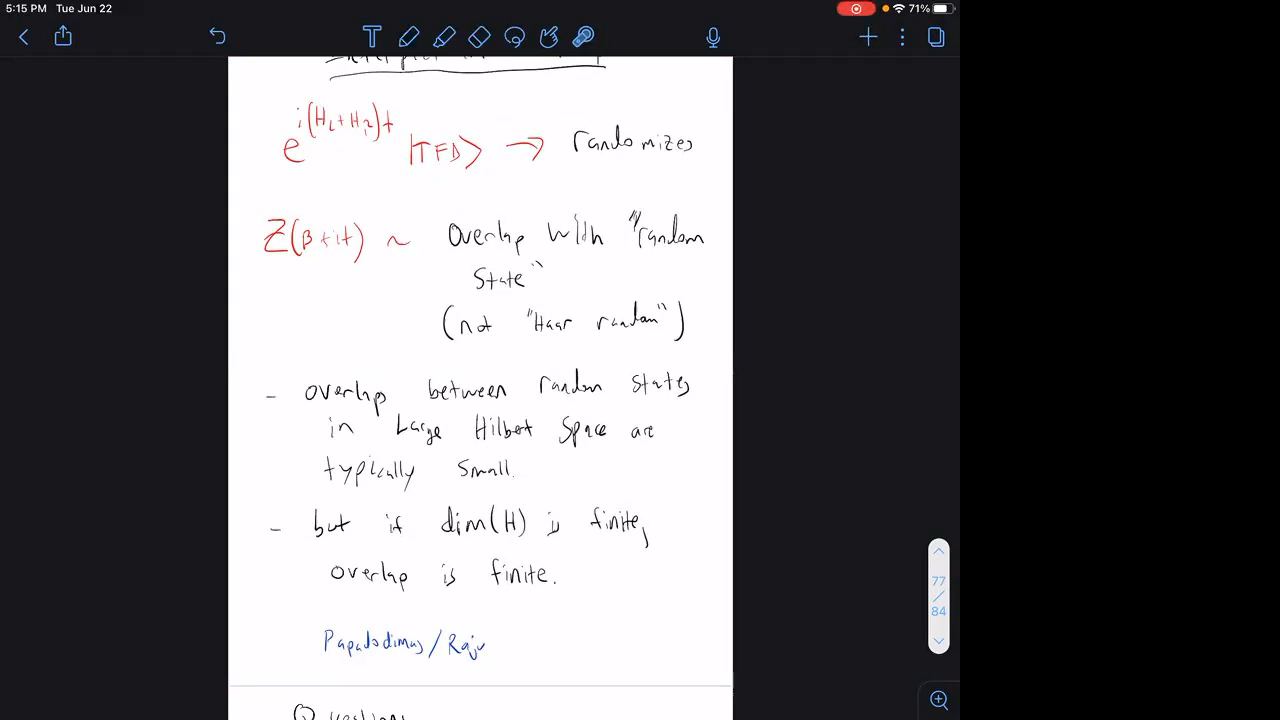 5:15 PM Tue Jun 22
71%
e^{i(H_L+H_R)t} |TFD> → randomizes
Z(β+it) ~ Overlap with "random
State"
(not "Haar random")
- overlap between random states
in Large Hilbert Space are
typically small.
- but if dim(H) is finite,
overlap is finite.
Papadodimas/Raju
77
/
84
Questions